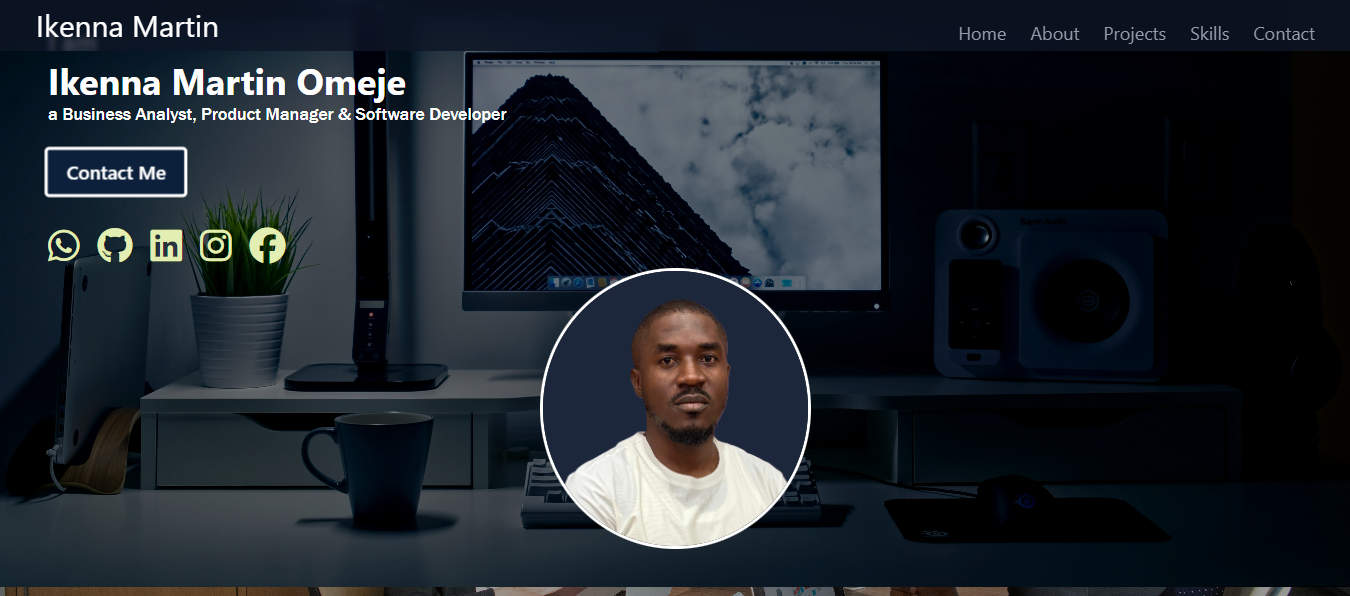 Ikenna Martin
Home
About
Projects
Skills
Contact
Ikenna Martin Omeje
a Business Analyst, Product Manager & Software Developer
Contact Me